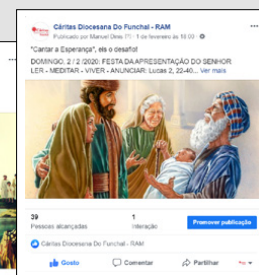 Cáritas Diocesana Do Funchal - RAM
Publicado por Manuel Dinis · 1 de fevereiro às 18:00 ·
"Cantar a Esperança", eis o desafio!
DOMINGO, 2 / 2 /2020: FESTA DA APRESENTAÇÃO DO SENHOR
LER - MEDITAR - VIVER - ANUNCIAR: Lucas 2, 22-40... Ver mais
39
Pessoas alcançadas
1
Interação
Promover publicação
Cáritas Diocesana Do Funchal - RAM
Gosto
Comentar
Partilhar